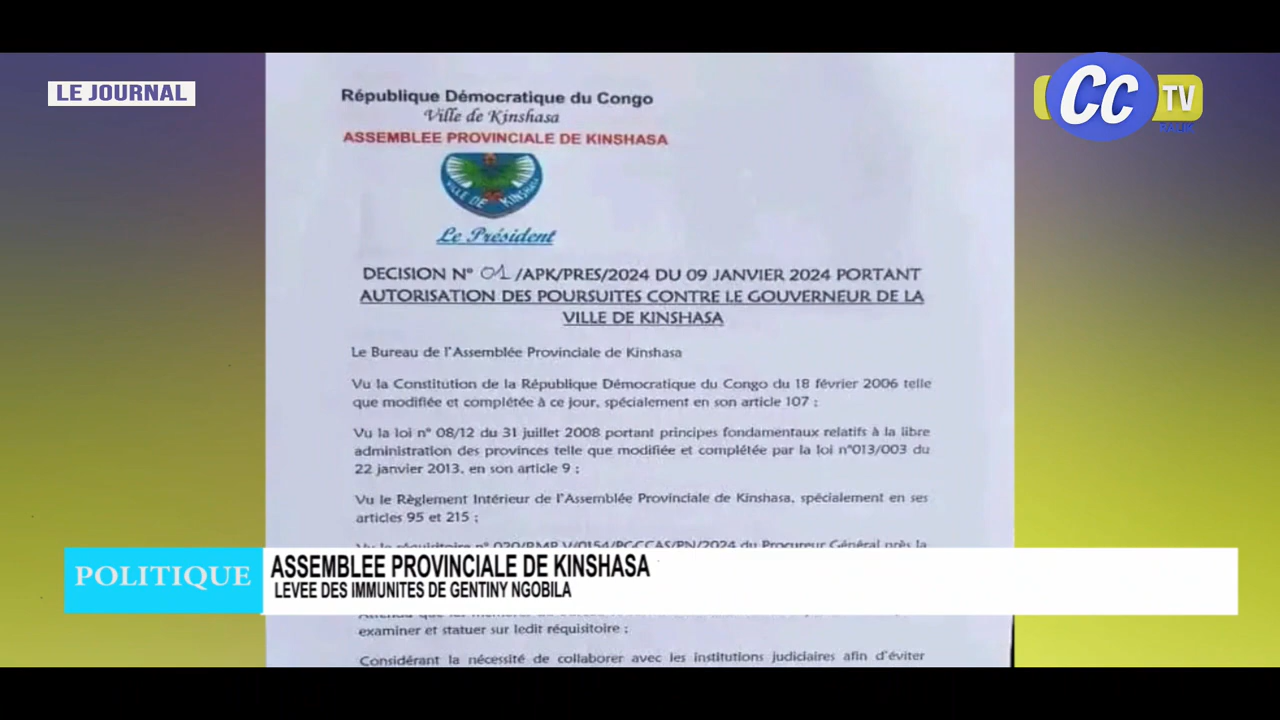 LE JOURNAL
CC TV
République Démocratique du Congo
Ville de Kinshasa
ASSEMBLEE PROVINCIALE DE KINSHASA
VILLE DE KINSHASA
Le Président
DECISION N° 01 /APK/PRES/2024 DU 09 JANVIER 2024 PORTANT
AUTORISATION DES POURSUITES CONTRE LE GOUVERNEUR DE LA
VILLE DE KINSHASA
Le Bureau de l'Assemblée Provinciale de Kinshasa
Vu la Constitution de la République Démocratique du Congo du 18 février 2006 telle
que modifiée et complétée à ce jour, spécialement en son article 107 ;
Vu la loi n° 08/12 du 31 juillet 2008 portant principes fondamentaux relatifs à la libre
administration des provinces telle que modifiée et complétée par la loi n°013/003 du
22 janvier 2013, en son article 9 ;
Vu le Règlement Intérieur de l'Assemblée Provinciale de Kinshasa, spécialement en ses
articles 95 et 215 ;
du Procureur Général près la
POLITIQUE
ASSEMBLEE PROVINCIALE DE KINSHASA
LEVEE DES IMMUNITES DE GENTINY NGOBILA
examiner et statuer sur ledit réquisitoire ;
Considérant la nécessité de collaborer avec les institutions judiciaires afin d'éviter